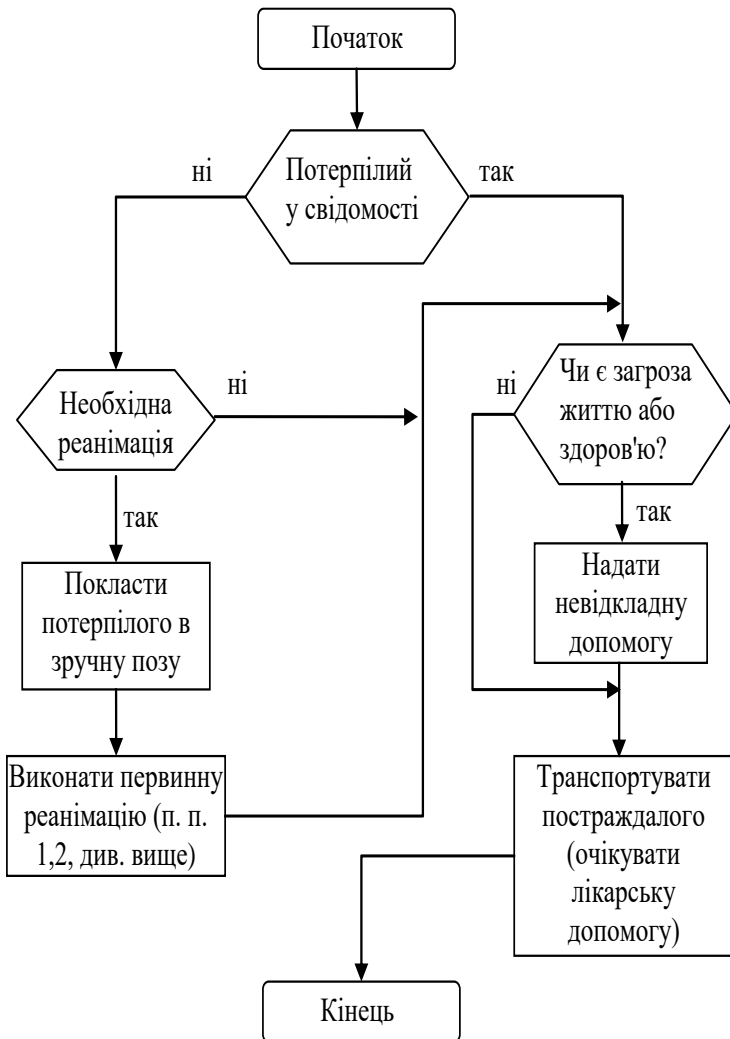 Початок
ні
Потерпілий
у свідомості
так
Необхідна
реанімація
ні
ні
Чи є загроза
життю або
здоров'ю?
так
так
Покласти
потерпілого в
зручну позу
Надати
невідкладну
допомогу
Виконати первинну
реанімацію (п. п.
1,2, див. вище)
Транспортувати
постраждалого
(очікувати
лікарську
допомогу)
Кінець